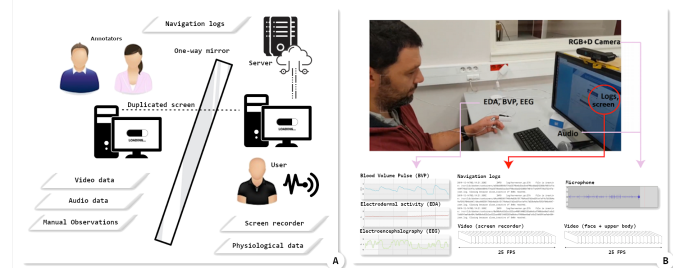 Navigation logs
Annotators
One-way mirror
Server
Duplicated screen
LOADING...
LOADING...
User
Video data
Audio data
Manual Observations
Screen recorder
Physiological data
A
RGB+D Camera
EDA, BVP, EEG
Logs,
screen
Audio
Blood Volume Pulse (BVP)
Electrodermal activity (EDA)
Electroencephalography (EEG)
Navigation logs
Microphone
Video (screen recorder)
Video (face + upper body)
25 FPS
25 FPS
B